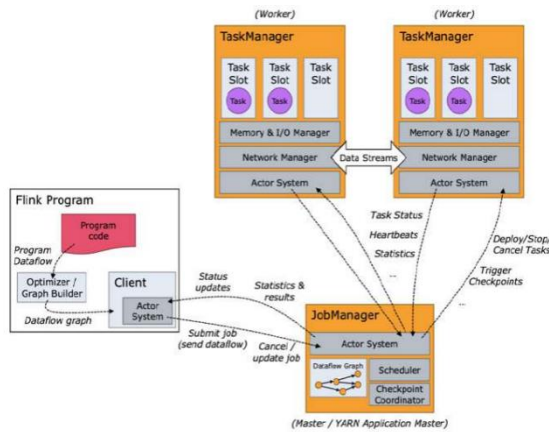 (Worker)
(Worker)
TaskManager
TaskManager
Task
Slot
Task
Slot
Task
Slot
Task
Slot
Task
Slot
Task
Slot
Task
Task
Task
Task
Memory & I/O Manager
Memory & I/O Manager
Network Manager
Data Streams
Network Manager
Actor System
Actor System
Flink Program
Program
code
Program
Dataflow
Optimizer /
Graph Builder
Client
Actor
System
Dataflow graph
Status
updates
Statistics &
results
Submit job
(send dataflow)
Cancel /
update job
Task Status
Heartbeats
Statistics
...
Deploy/Stop/
Cancel Tasks
Trigger
Checkpoints
...
JobManager
Actor System
Dataflow Graph
Scheduler
Checkpoint
Coordinator
(Master / YARN Application Master)